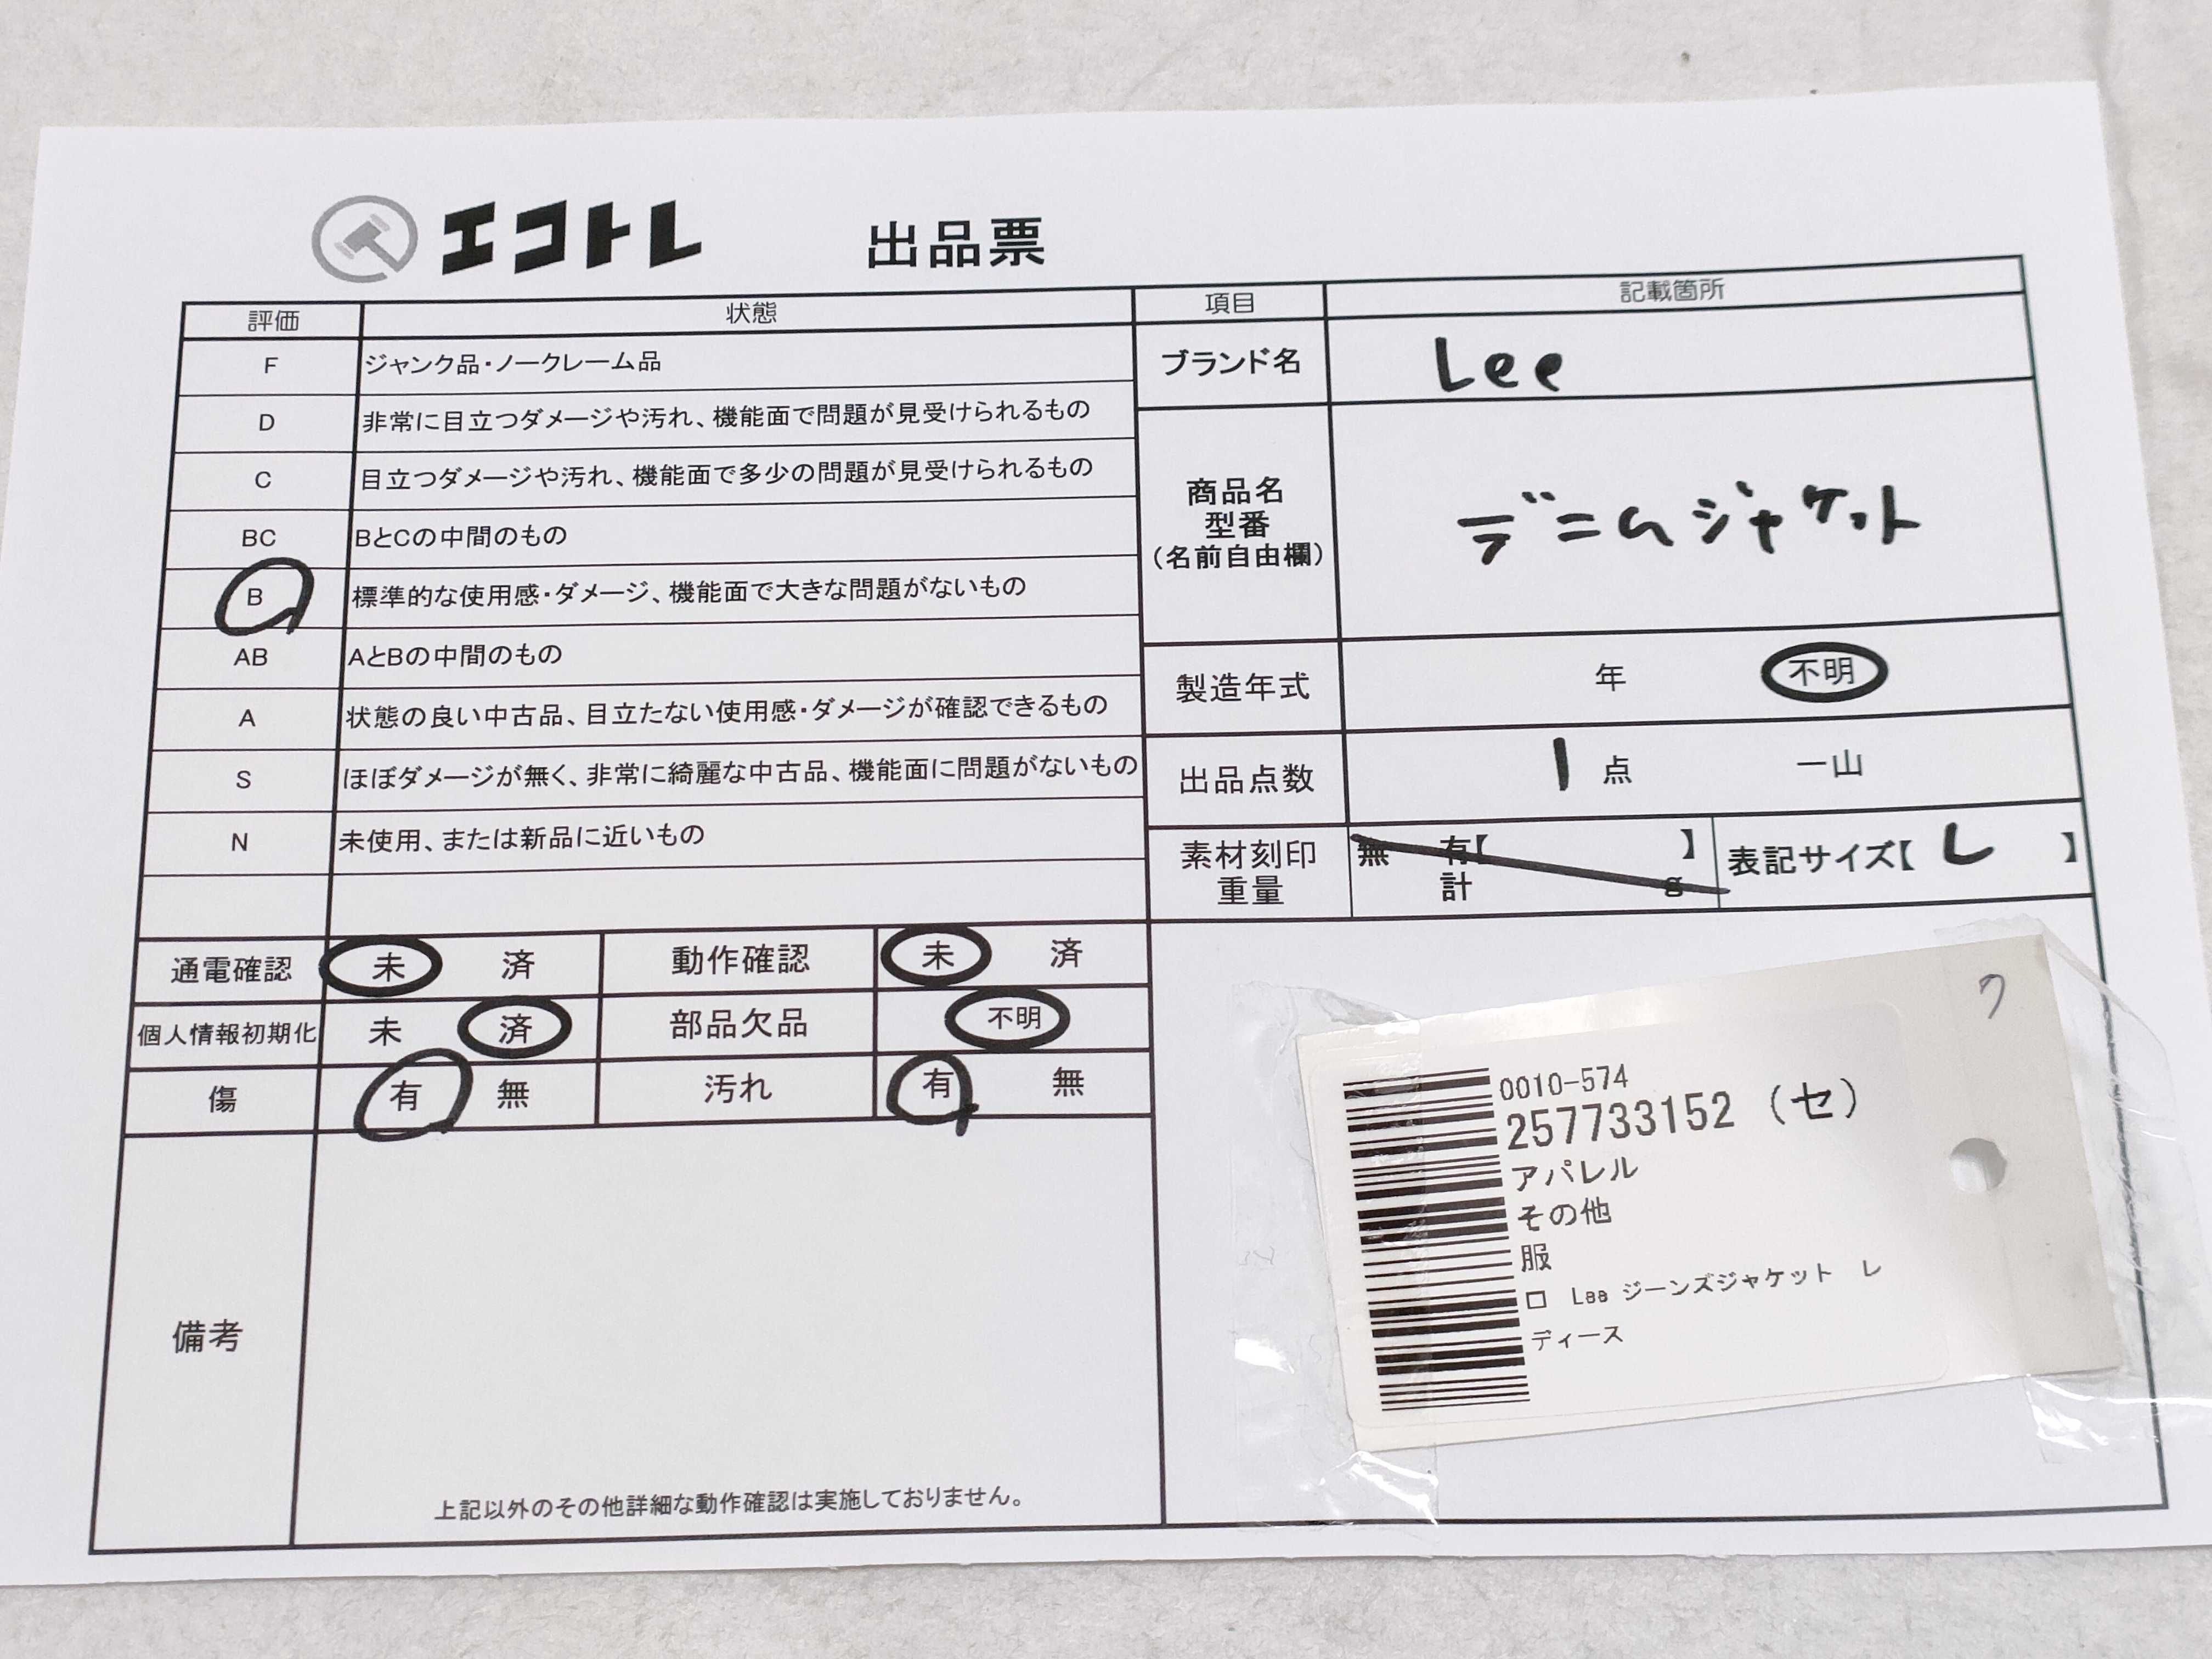 エコトレ 出品票
評価 状態
F ジャンク品・ノークレーム品
D 非常に目立つダメージや汚れ、機能面で問題が見受けられるもの
C 目立つダメージや汚れ、機能面で多少の問題が見受けられるもの
BC BとCの中間のもの
B 標準的な使用感・ダメージ、機能面で大きな問題がないもの
AB AとBの中間のもの
A 状態の良い中古品、目立たない使用感・ダメージが確認できるもの
S ほぼダメージが無く、非常に綺麗な中古品、機能面に問題がないもの
N 未使用、または新品に近いもの
項目 記載箇所
ブランド名 Lee
商品名
型番
(名前自由欄)
デニムジャケット
製造年式 年 不明
出品点数 1 点 一山
素材刻印 無 有【 】
重量 計 g
表記サイズ【 L 】
通電確認 未 済 動作確認 未 済
個人情報初期化 未 済 部品欠品 不明
傷 有 無 汚れ 有 無
備考
上記以外のその他詳細な動作確認は実施しておりません。
ク
0010-574
257733152 (セ)
アパレル
その他
服
ロ Lee ジーンズジャケット レ
ディース